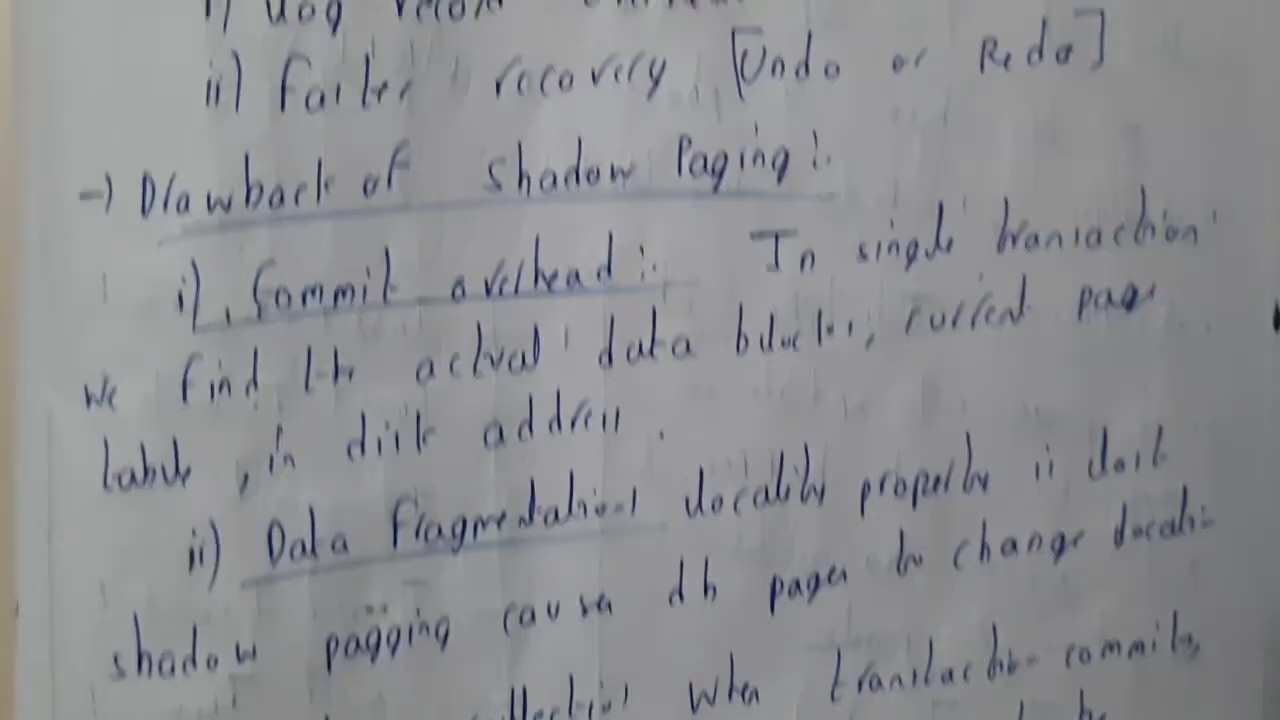 ii) Faster recovery [Undo or Redo]
→ Drawback of Shadow Paging:
i) Commit overhead: In single transaction
we find the actual data blocks, current page
table, in disk address.
ii) Data Fragmentation: locality property is lost
shadow pagging causes db pages to change locati-
when transaction commits,